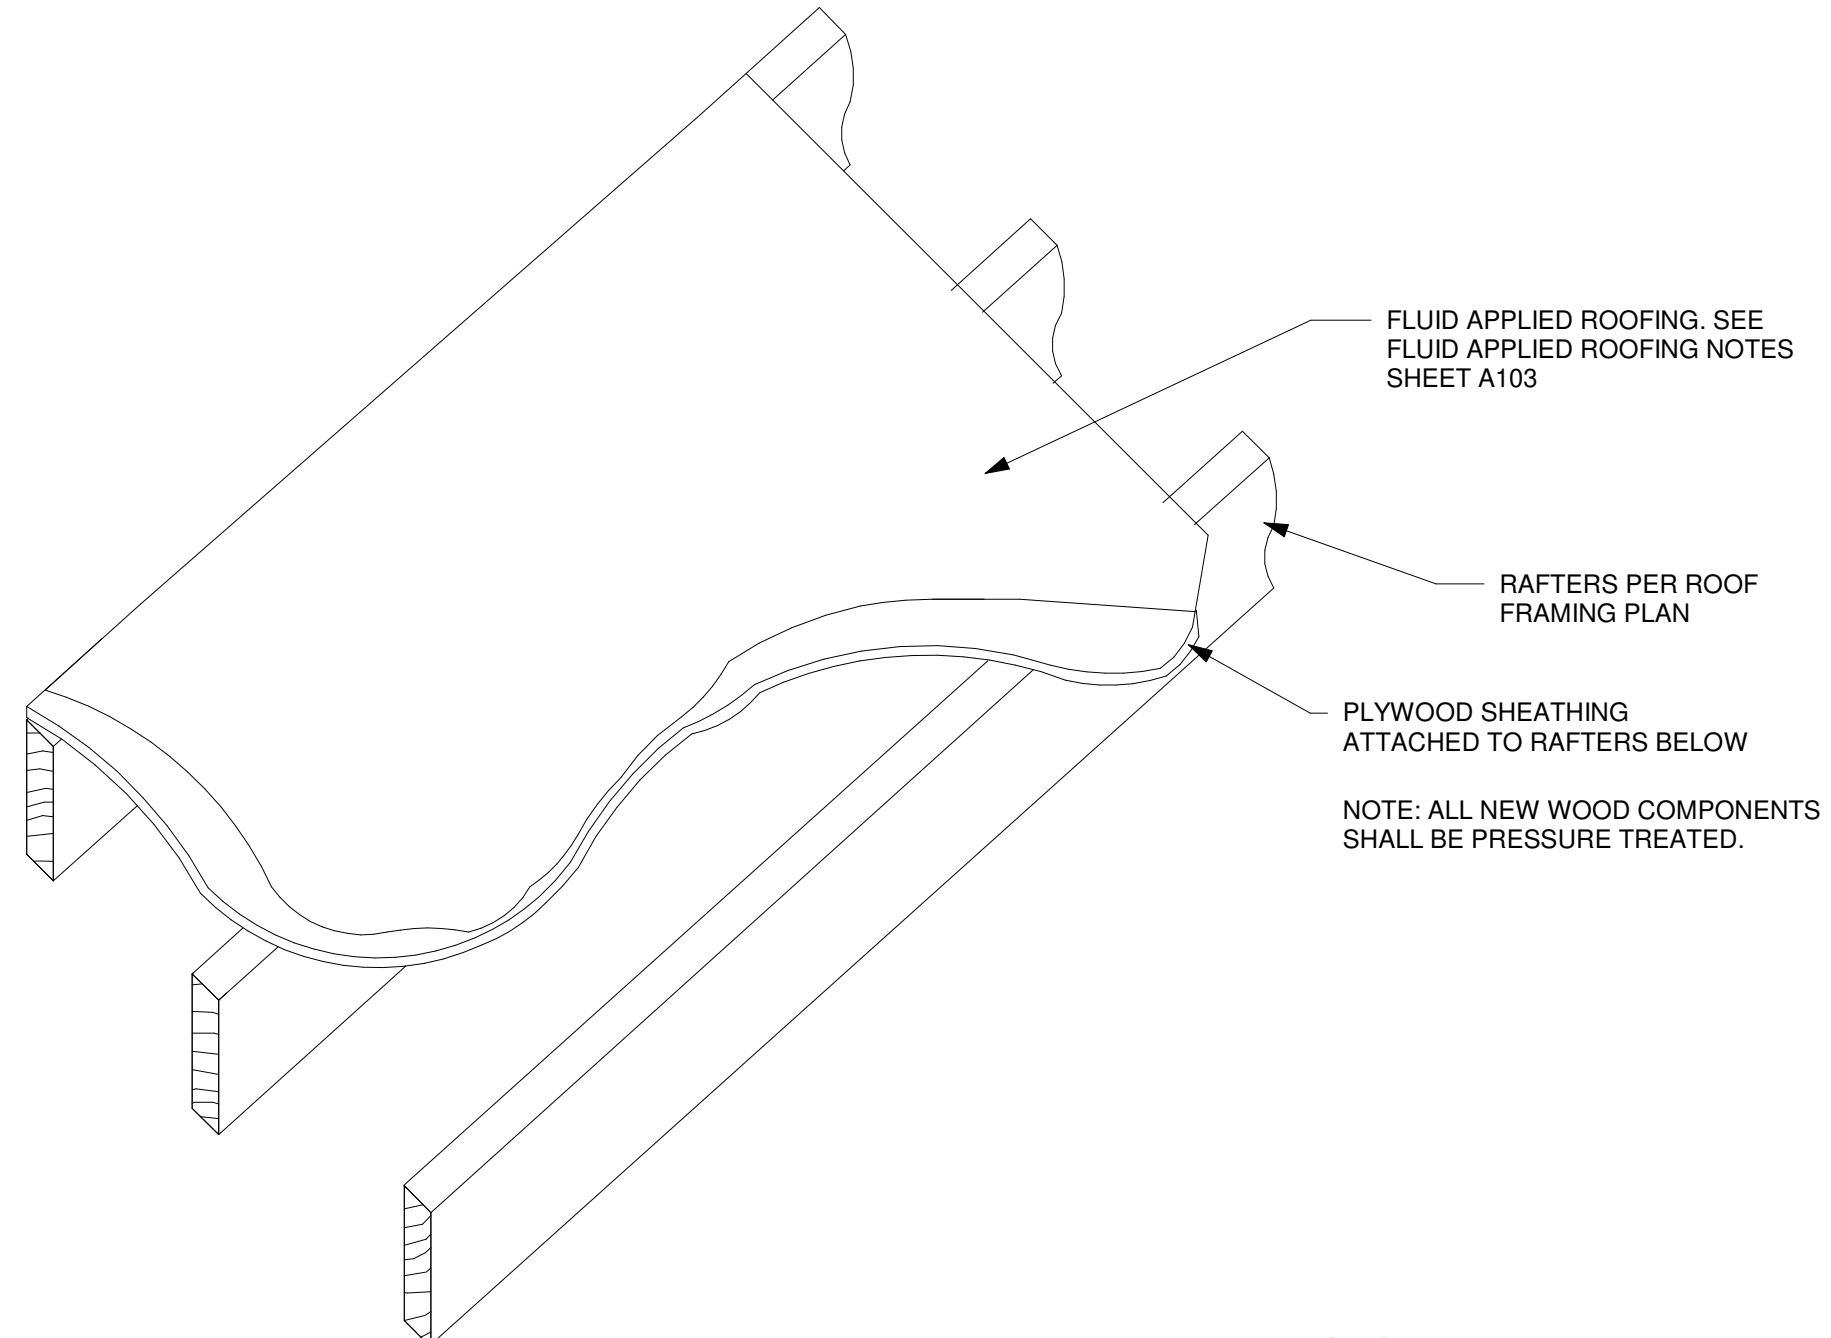 FLUID APPLIED ROOFING. SEE
FLUID APPLIED ROOFING NOTES
SHEET A103
RAFTERS PER ROOF
FRAMING PLAN
PLYWOOD SHEATHING
ATTACHED TO RAFTERS BELOW
NOTE: ALL NEW WOOD COMPONENTS
SHALL BE PRESSURE TREATED.